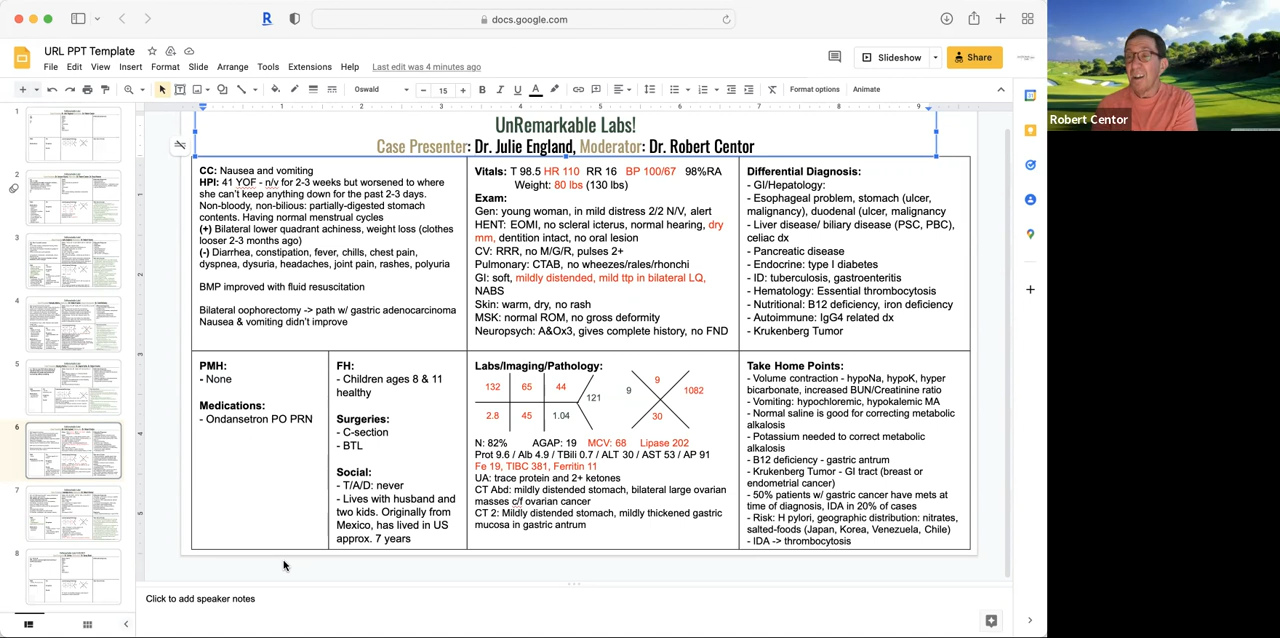 docs.google.com
URL PPT Template
File Edit View Insert Format Slide Arrange Tools Extensions Help Last edit was 4 minutes ago
Slideshow
Share
Oswald
15
Format options
Animate
Robert Centor
UnRemarkable Labs!
Case Presenter: Dr. Julie England, Moderator: Dr. Robert Centor
CC: Nausea and vomiting
HPI: 41 YOF - n/v for 2-3 weeks but worsened to where
she can't keep anything down for the past 2-3 days.
Non-bloody, non-bilious: partially-digested stomach
contents. Having normal menstrual cycles
(+) Bilateral lower quadrant achiness, weight loss (clothes
looser 2-3 months ago)
(-) Diarrhea, constipation, fever, chills, chest pain,
dyspnea, dysuria, headaches, joint pain, rashes, polyuria
BMP improved with fluid resuscitation
Bilateral oophorectomy -> path w/ gastric adenocarcinoma
Nausea & vomiting didn't improve
Vitals: T 98.5 HR 110 RR 16 BP 100/67 98%RA
Weight: 80 lbs (130 lbs)
Exam:
Gen: young woman, in mild distress 2/2 N/V, alert
HENT: EOMI, no scleral icterus, normal hearing, dry
mm, dentition intact, no oral lesion
CV: RRR, no M/G/R, pulses 2+
Pulmonary: CTAB, no wheezes/rales/rhonchi
GI: soft, mildly distended, mild ttp in bilateral LQ,
NABS
Skin: warm, dry, no rash
MSK: normal ROM, no gross deformity
Neuropsych: A&Ox3, gives complete history, no FND
Differential Diagnosis:
- GI/Hepatology:
- Esophageal problem, stomach (ulcer,
malignancy), duodenal (ulcer, malignancy
- Liver disease/ biliary disease (PSC, PBC),
celiac dx
- Pancreatic disease
- Endocrine: type I diabetes
- ID: tuberculosis, gastroenteritis
- Hematology: Essential thrombocytosis
- Nutritional: B12 deficiency, iron deficiency
- Autoimmune: IgG4 related dx
- Krukenberg Tumor
PMH:
- None
Medications:
- Ondansetron PO PRN
FH:
- Children ages 8 & 11
healthy
Surgeries:
- C-section
- BTL
Social:
- T/A/D: never
- Lives with husband and
two kids. Originally from
Mexico, has lived in US
approx. 7 years
Labs/Imaging/Pathology:
132 65 44 121
2.8 45 1.04
9 9 1082 30
N: 82% AGAP: 19 MCV: 68 Lipase 202
Prot 9.9 / Alb 4.9 / TBili 0.7 / ALT 30 / AST 53 / AP 91
Fe 19, TIBC 381, Ferritin 11
UA: trace protein and 2+ ketones
CT Abd: mildly distended stomach, bilateral large ovarian
masses c/f ovarian cancer
CT 2: Mildly distended stomach, mildly thickened gastric
mucosa in gastric antrum
Take Home Points:
- Volume contraction - hypoNa, hypoK, hyper
bicarbonate, increased BUN/Creatinine ratio
- Vomiting: hypochloremic, hypokalemic MA
- Normal saline is good for correcting metabolic
alkalosis
- Potassium needed to correct metabolic
alkalosis
- B12 deficiency - gastric antrum
- Krukenberg Tumor - GI tract (breast or
endometrial cancer)
- 50% patients w/ gastric cancer have mets at
time of diagnosis, IDA in 20% of cases
- Risk: H pylori, geographic distribution: nitrates,
salted-foods (Japan, Korea, Venezuela, Chile)
- IDA -> thrombocytosis
Click to add speaker notes